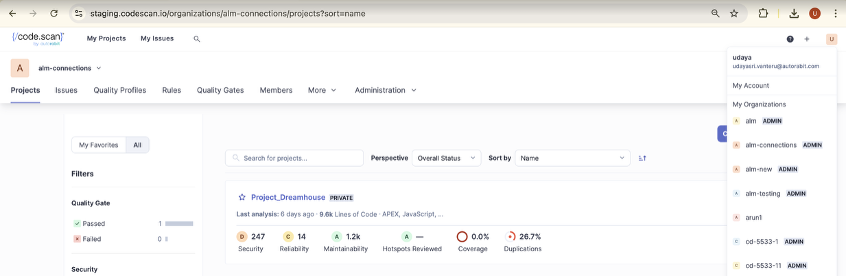 staging.codescan.io/organizations/alm-connections/projects?sort=name
U
{/code.scan}
My Projects
My Issues
?
U
A
alm-connections
Projects
Issues
Quality Profiles
Rules
Quality Gates
Members
More
Administration
udaya
udayasri.vanteru@autorabit.com
My Account
My Organizations
A alm ADMIN
A alm-connections ADMIN
A alm-new ADMIN
A alm-testing ADMIN
A arun1
C cd-5533-1 ADMIN
C cd-5533-11 ADMIN
My Favorites
All
Filters
Quality Gate
Passed 1
Failed 0
Security
C
Search for projects...
Perspective
Overall Status
Sort by
Name
Project_Dreamhouse PRIVATE
Last analysis: 6 days ago · 9.6k Lines of Code · APEX, JavaScript, ...
D 247
C 14
A 1.2k
A —
0.0%
26.7%
Security
Reliability
Maintainability
Hotspots Reviewed
Coverage
Duplications